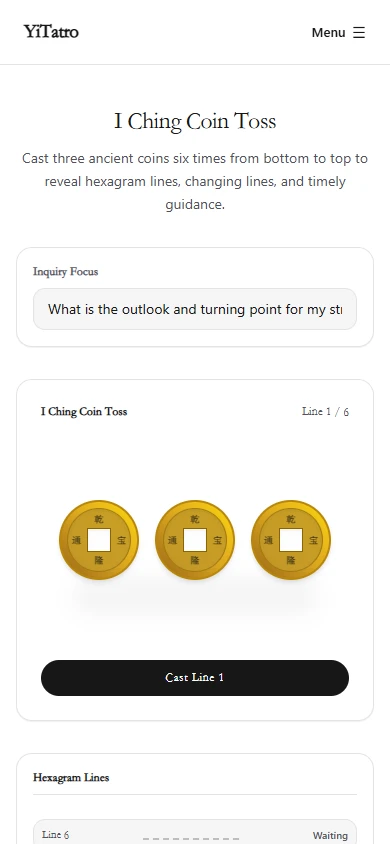 YiTatro
Menu
I Ching Coin Toss
Cast three ancient coins six times from bottom to top to
reveal hexagram lines, changing lines, and timely
guidance.
Inquiry Focus
What is the outlook and turning point for my st
I Ching Coin Toss
Line 1 / 6
乾 乾 乾
通 宝 通 宝 通 宝
隆 隆 隆
Cast Line 1
Hexagram Lines
Line 6
Waiting